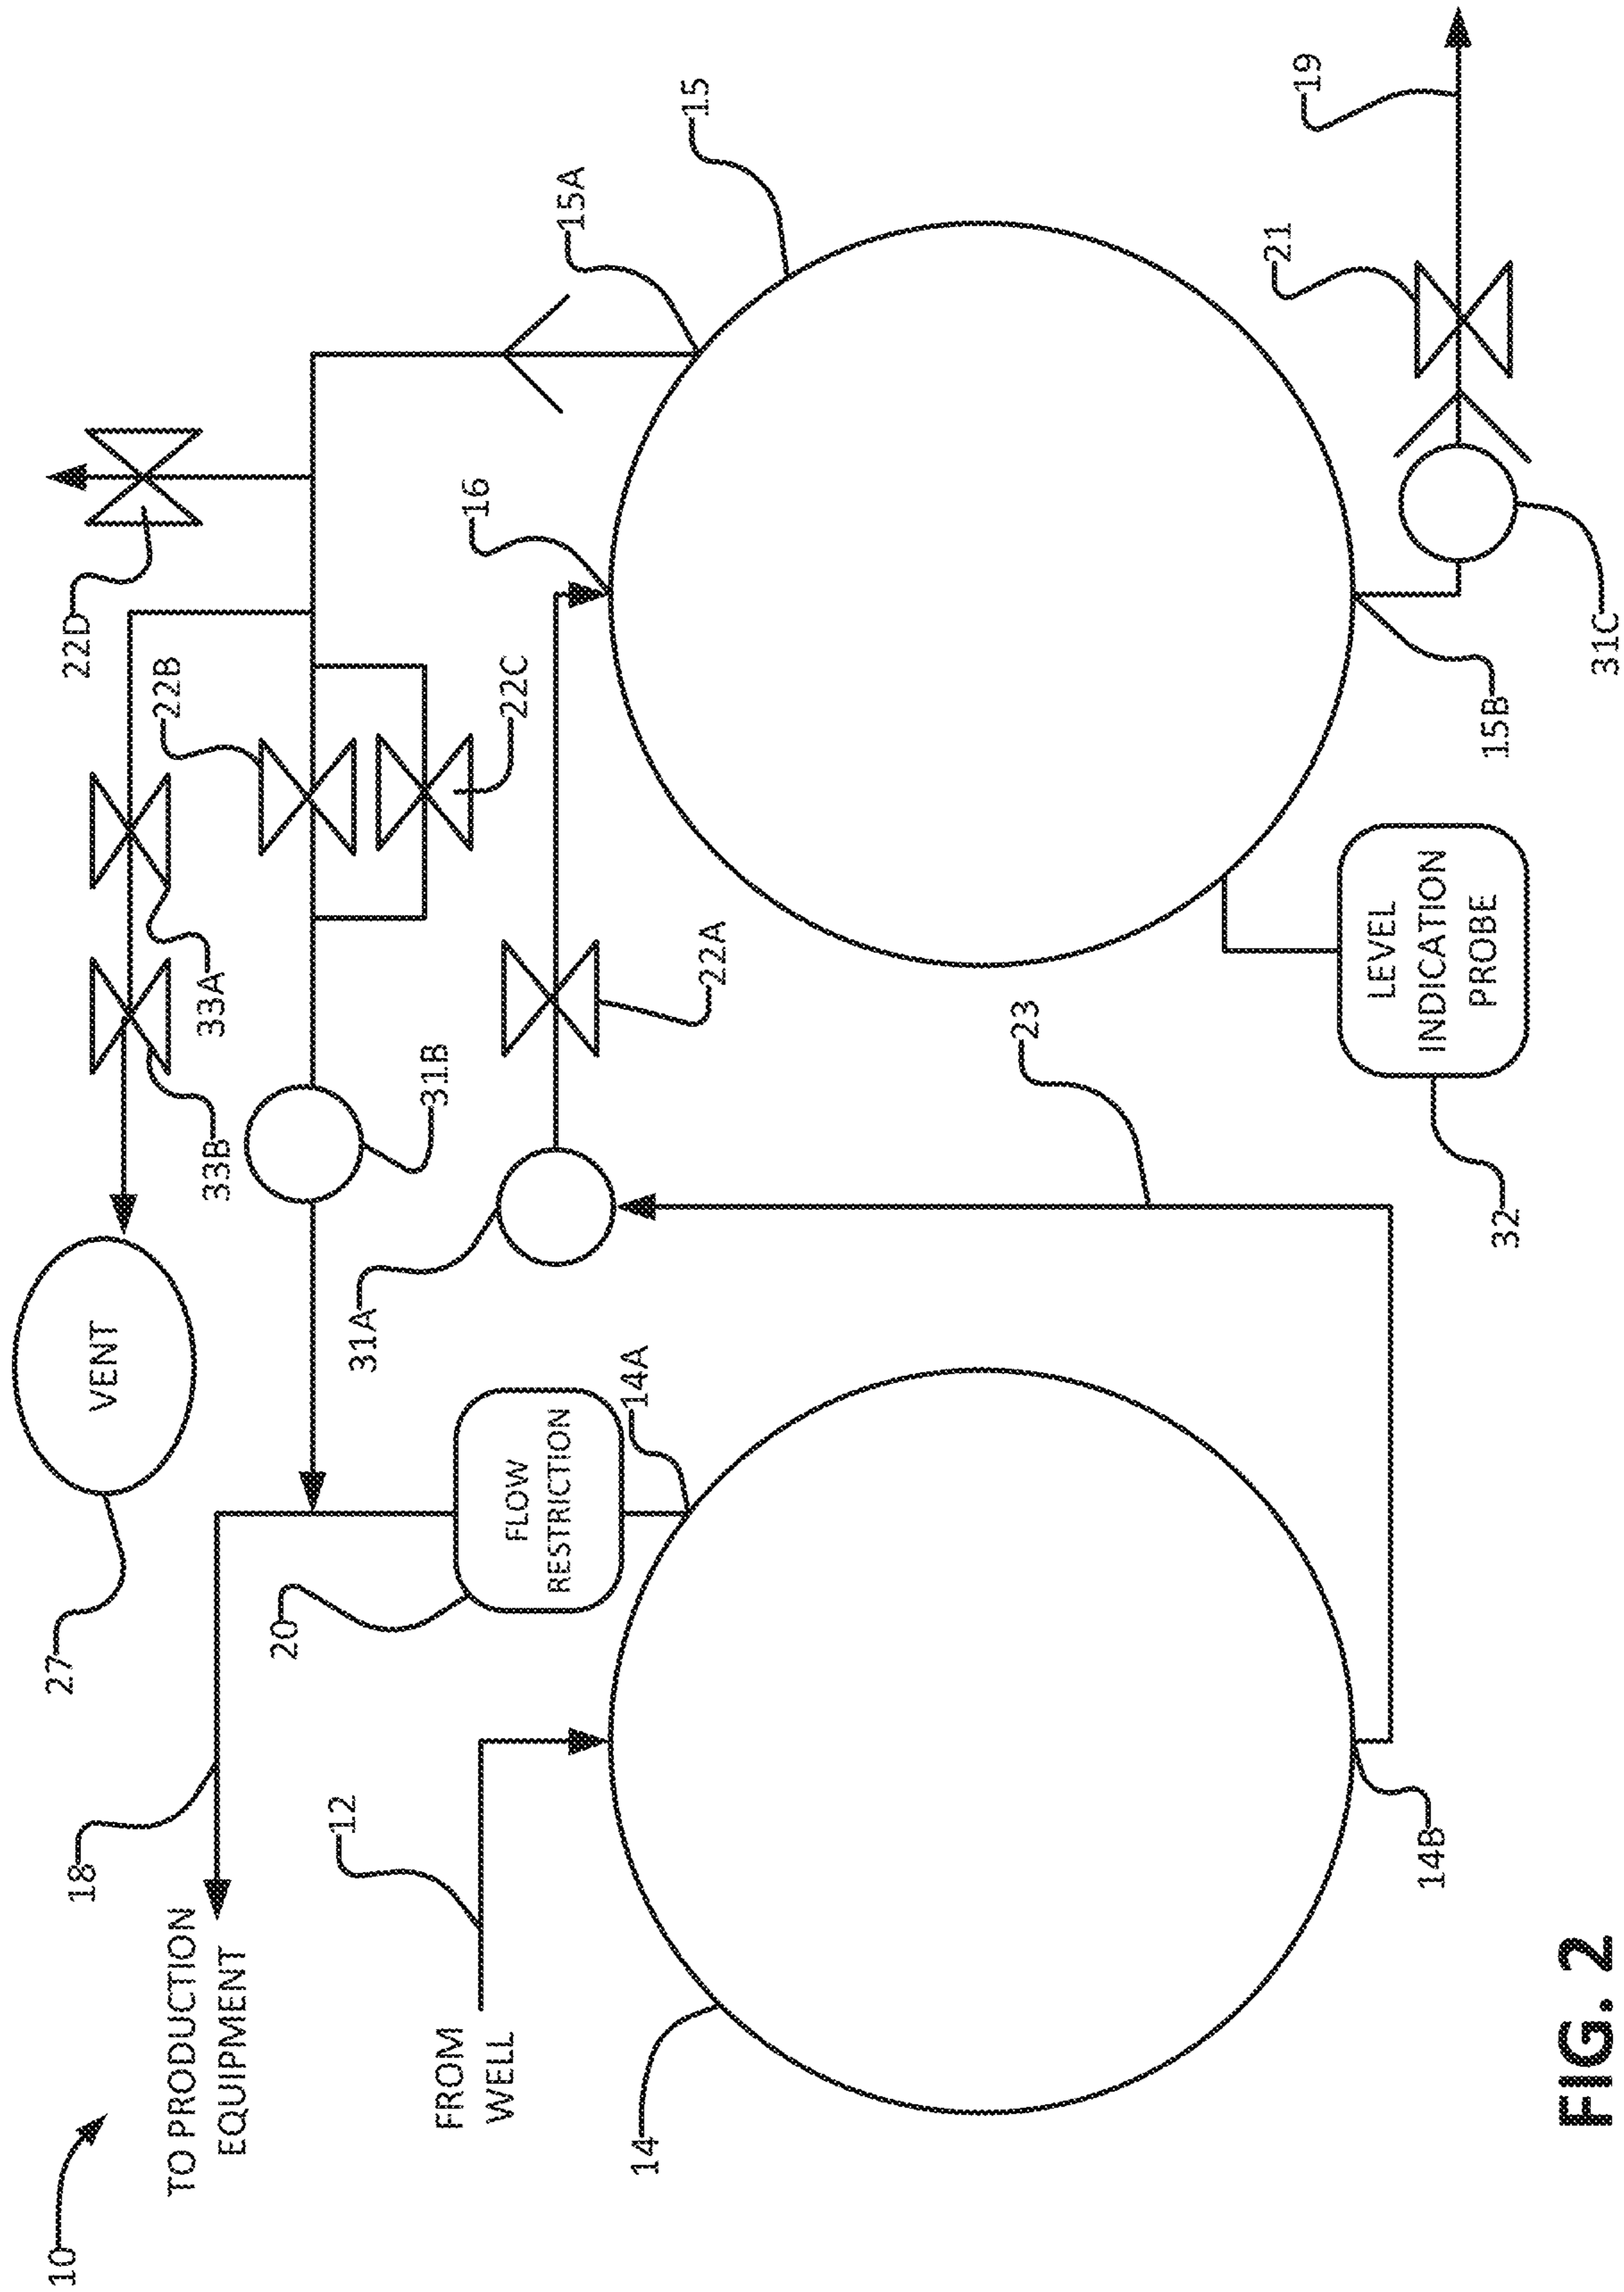 10
TO PRODUCTION
EQUIPMENT
18
27
VENT
33B
33A
22D
22B
22C
31B
FROM
WELL
12
20
FLOW
RESTRICTION
14A
31A
22A
16
15A
15
14
23
14B
32
LEVEL
INDICATION
PROBE
15B
31C
21
19
FIG. 2